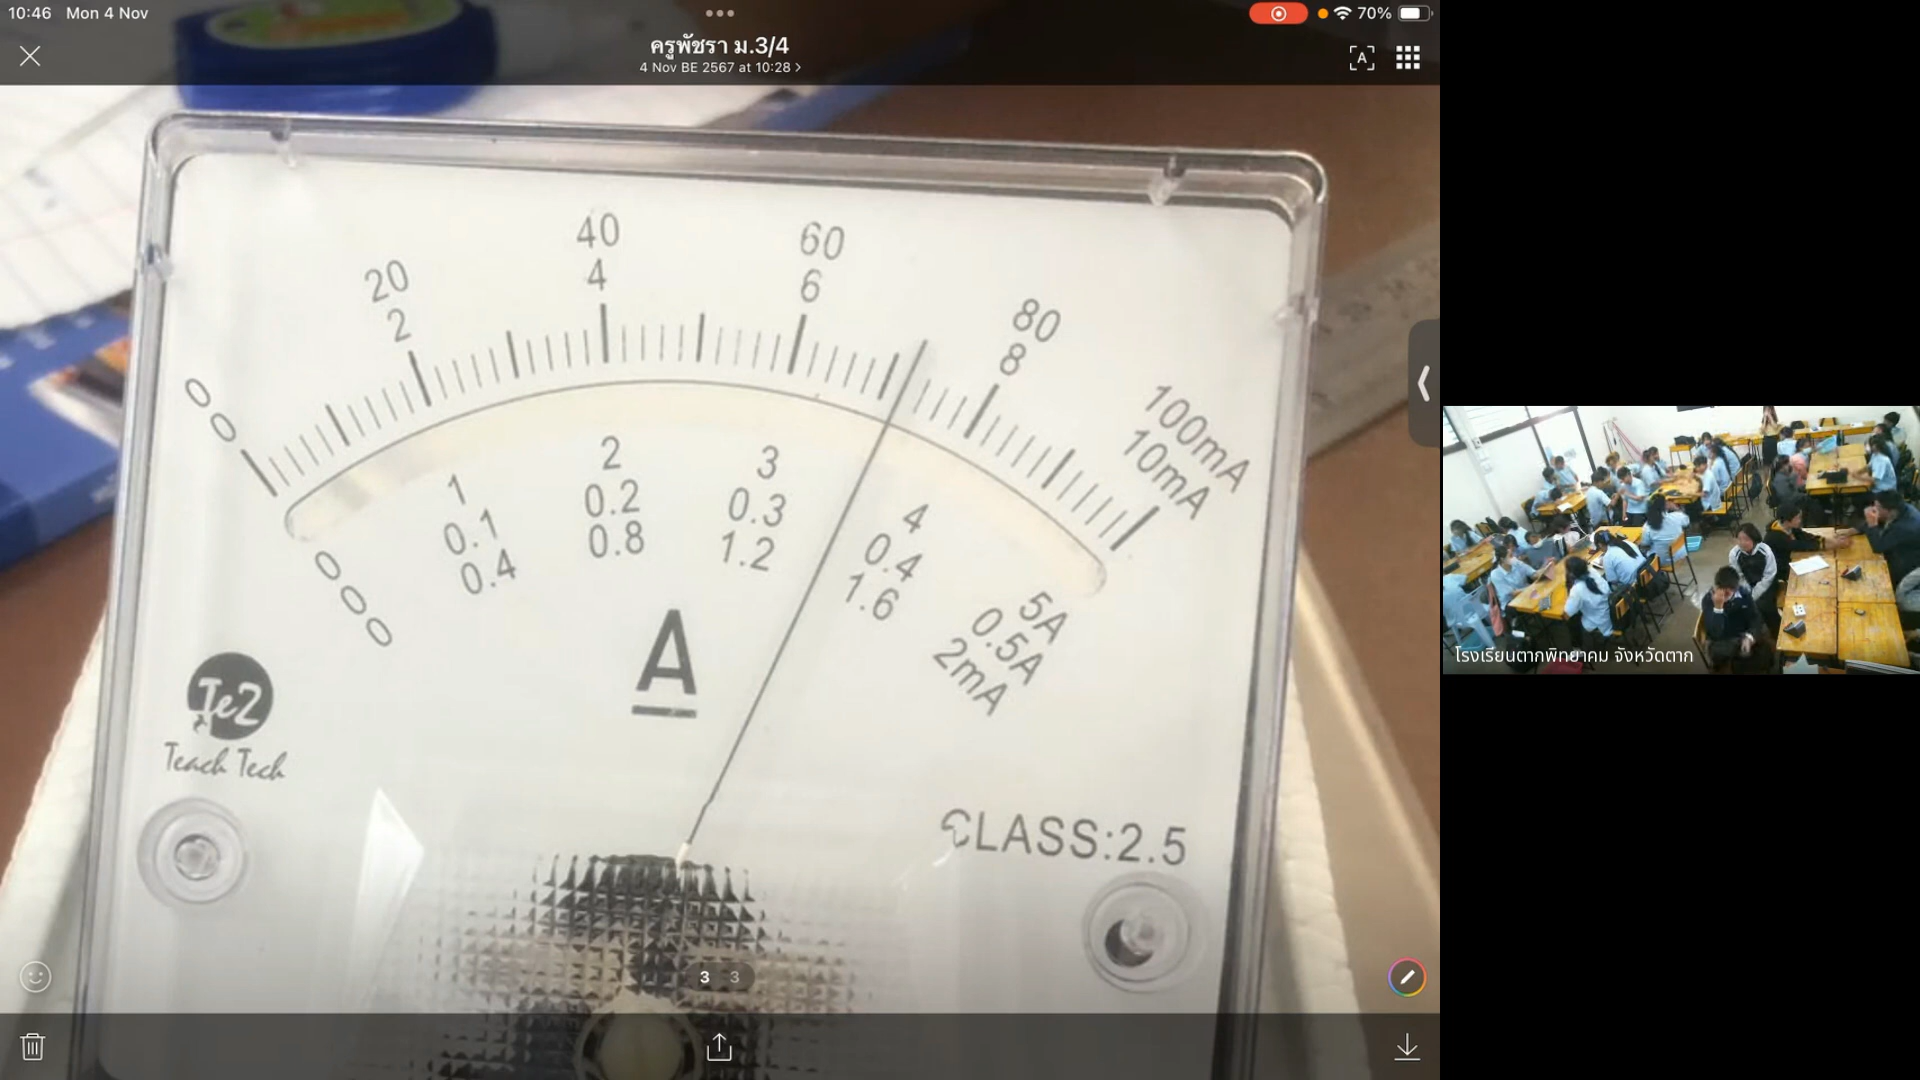 10:46 Mon 4 Nov
70%
ครูพัชรา ม.3/4
4 Nov BE 2567 at 10:28 >
A
0 20 40 60 80 100mA
0 2 4 6 8 10mA
0 1 2 3 4 5A
0 0.1 0.2 0.3 0.4 0.5A
0 0.4 0.8 1.2 1.6 2mA
A
Te2
Teach Tech
CLASS:2.5
3 3
โรงเรียนตากพิทยาคม จังหวัดตาก